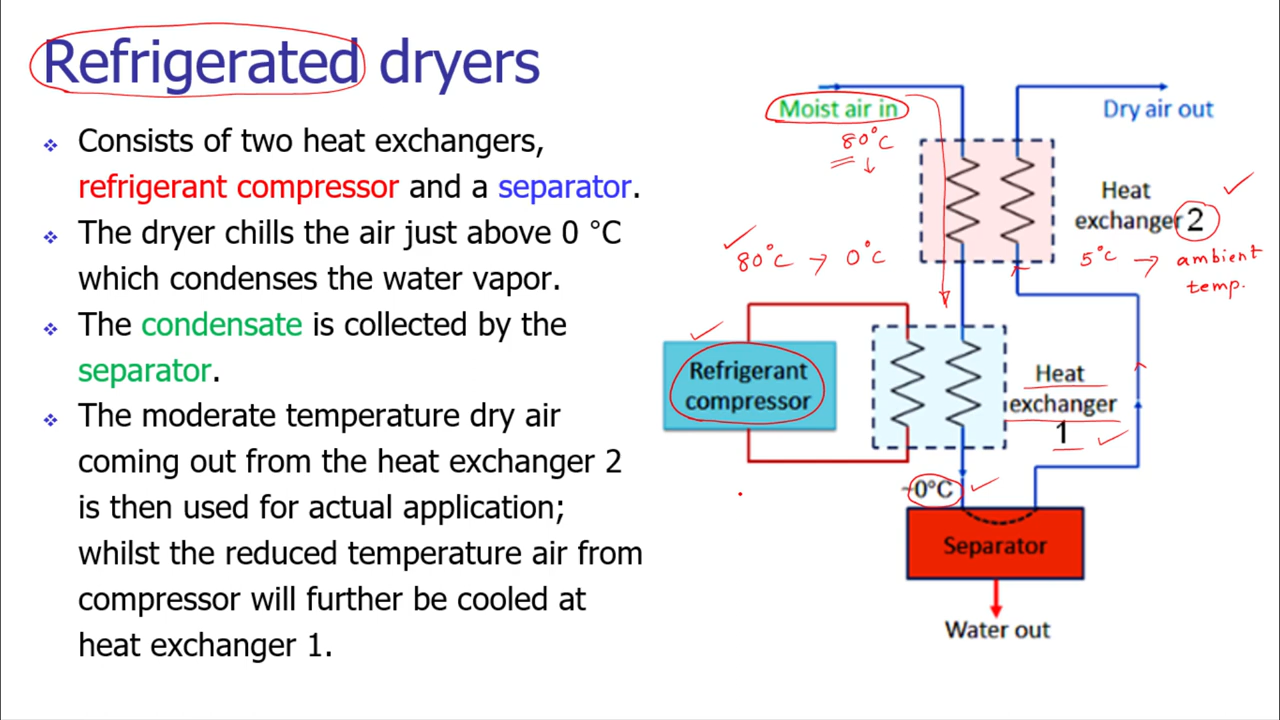 Refrigerated dryers
❖ Consists of two heat exchangers,
refrigerant compressor and a separator.
❖ The dryer chills the air just above 0 °C
which condenses the water vapor.
❖ The condensate is collected by the
separator.
❖ The moderate temperature dry air
coming out from the heat exchanger 2
is then used for actual application;
whilst the reduced temperature air from
compressor will further be cooled at
heat exchanger 1.
Moist air in
80°C
Dry air out
Heat
exchanger 2
80°C → 0°C
5°C → ambient
temp.
Refrigerant
compressor
Heat
exchanger
1
~0°C
Separator
Water out